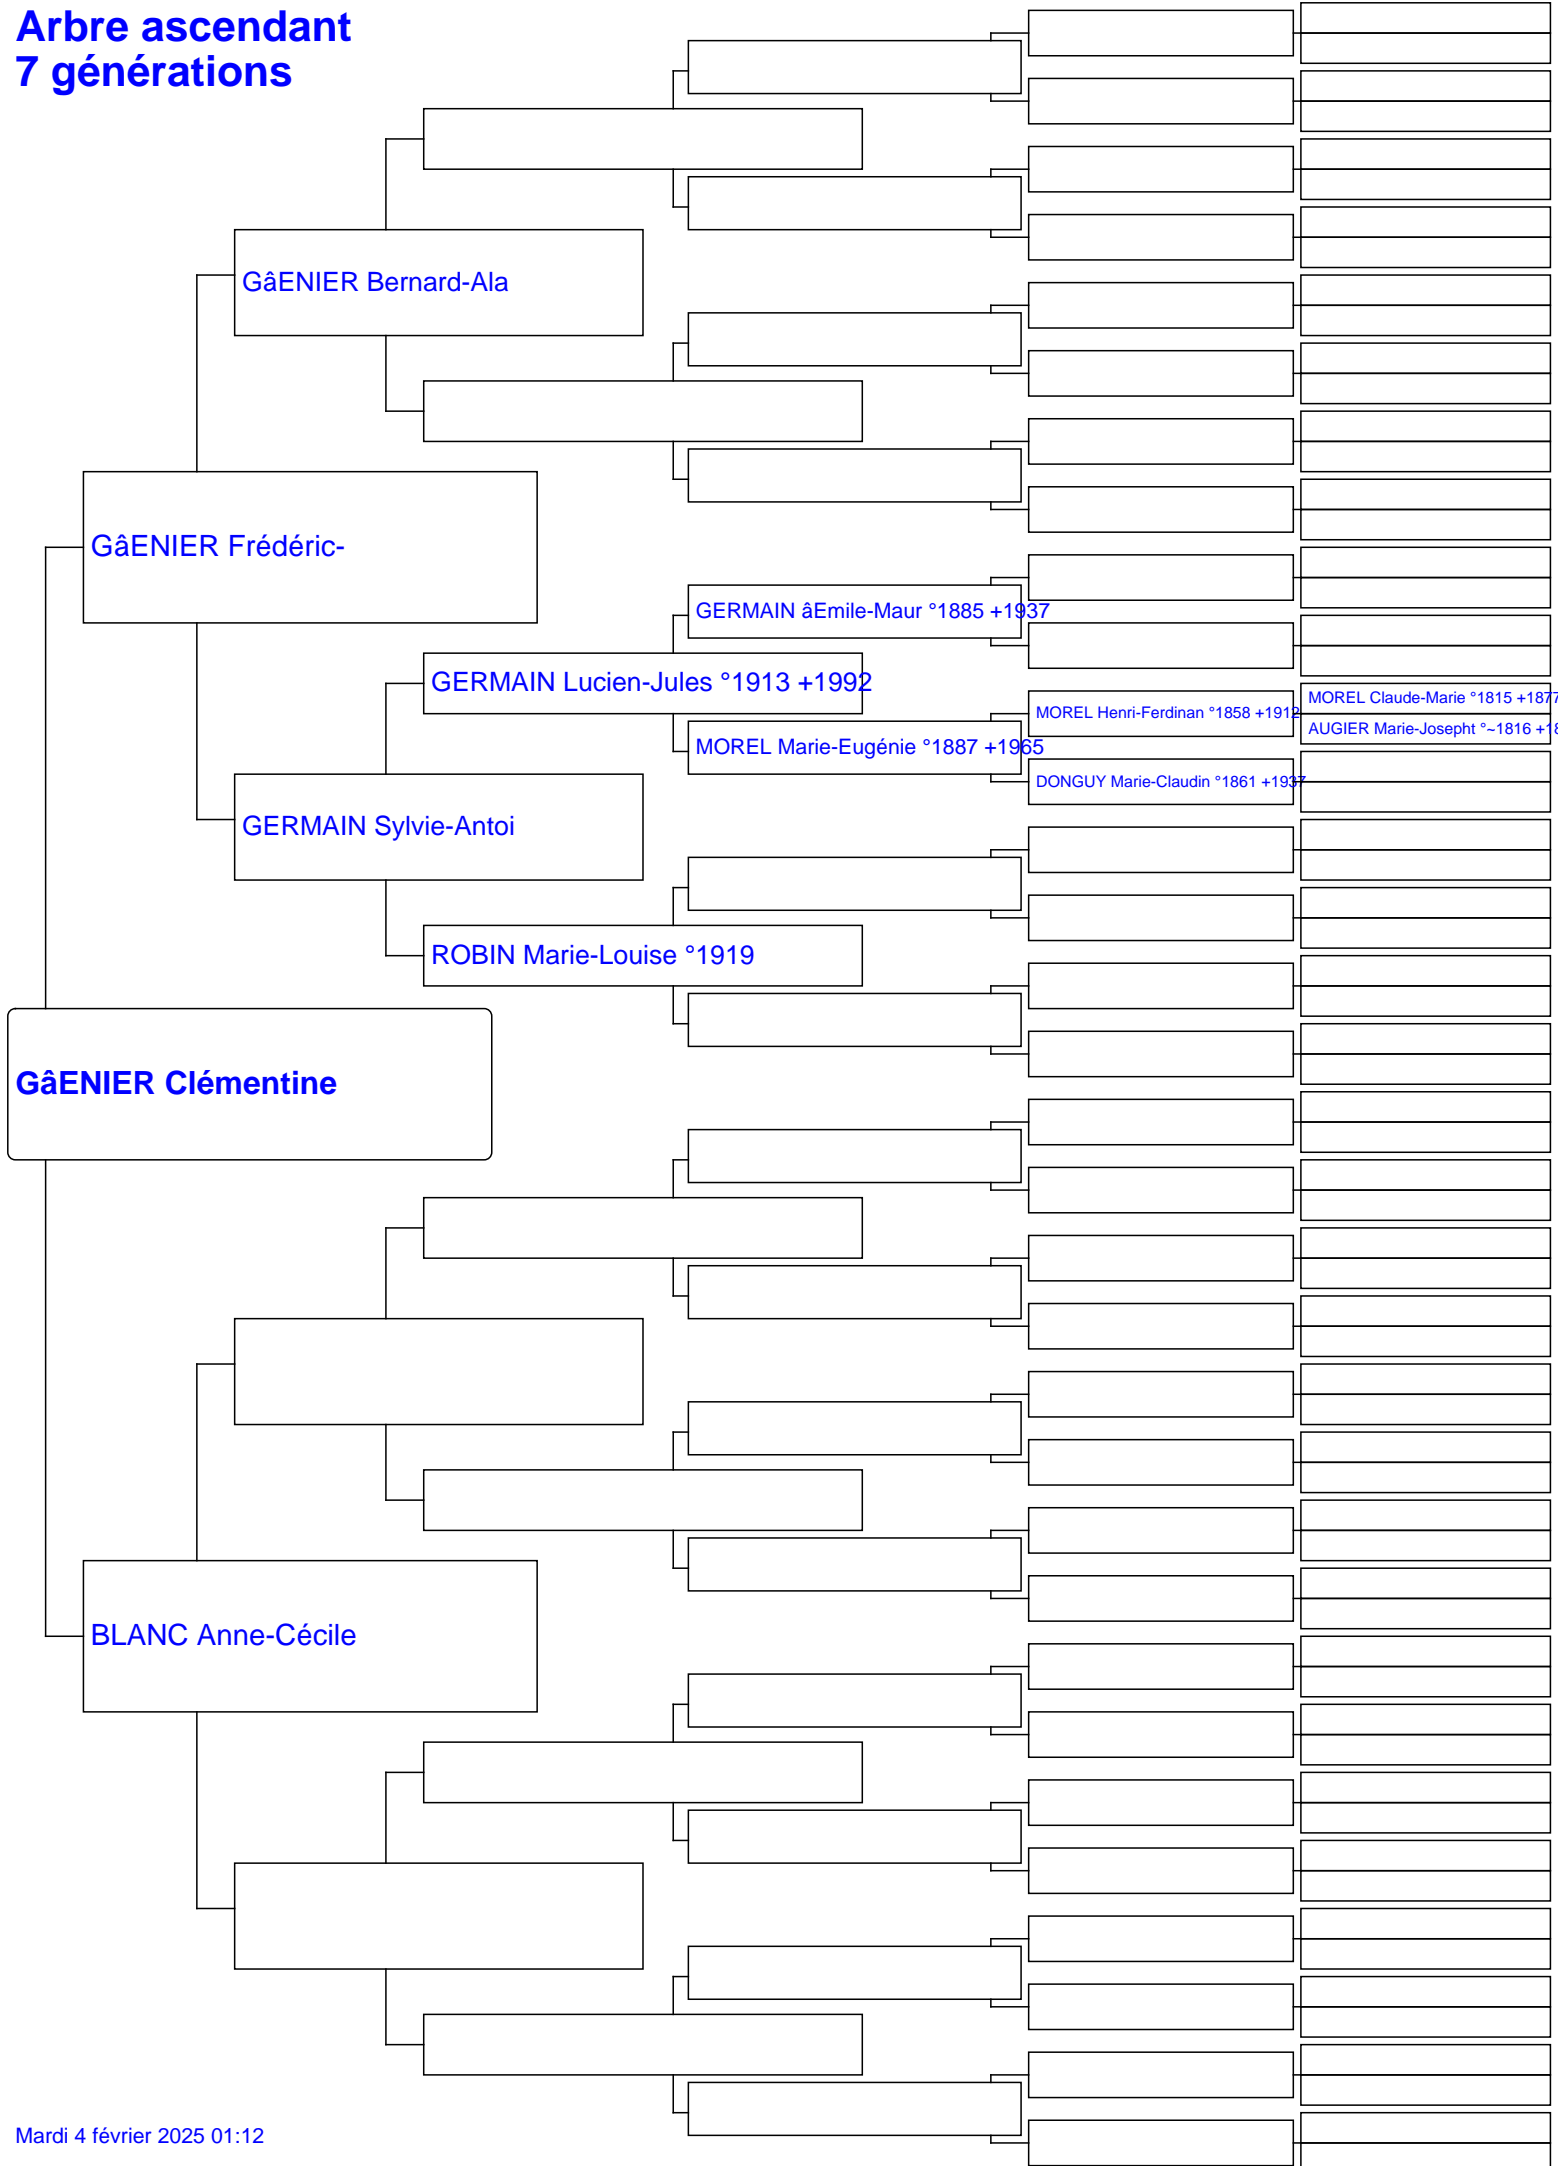 Arbre ascendant
7 générations
GâENIER Bernard-Ala
GâENIER Frédéric-
GERMAIN âEmile-Maur °1885 +1937
GERMAIN Lucien-Jules °1913 +1992
MOREL Claude-Marie °1815 +1877
MOREL Henri-Ferdinan °1858 +1912
AUGIER Marie-Josepht °~1816 +18
MOREL Marie-Eugénie °1887 +1965
DONGUY Marie-Claudin °1861 +1937
GERMAIN Sylvie-Antoi
ROBIN Marie-Louise °1919
GâENIER Clémentine
BLANC Anne-Cécile
Mardi 4 février 2025 01:12